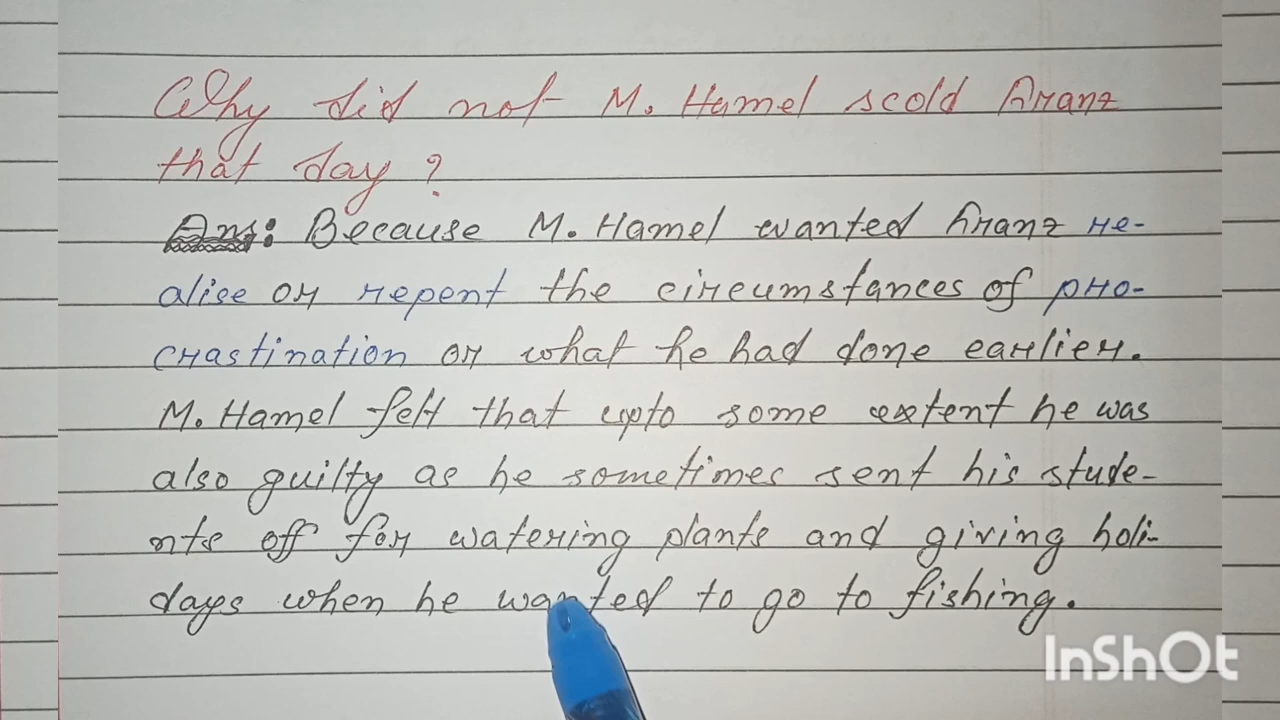 Why did not M. Hamel scold Franz
that day?
Ans: Because M. Hamel wanted Franz re-
alise or repent the circumstances of pro-
crastination or what he had done earlier.
M. Hamel felt that upto some extent he was
also guilty as he sometimes sent his stude-
nts off for watering plants and giving holi-
days when he wanted to go to fishing.
InShOt